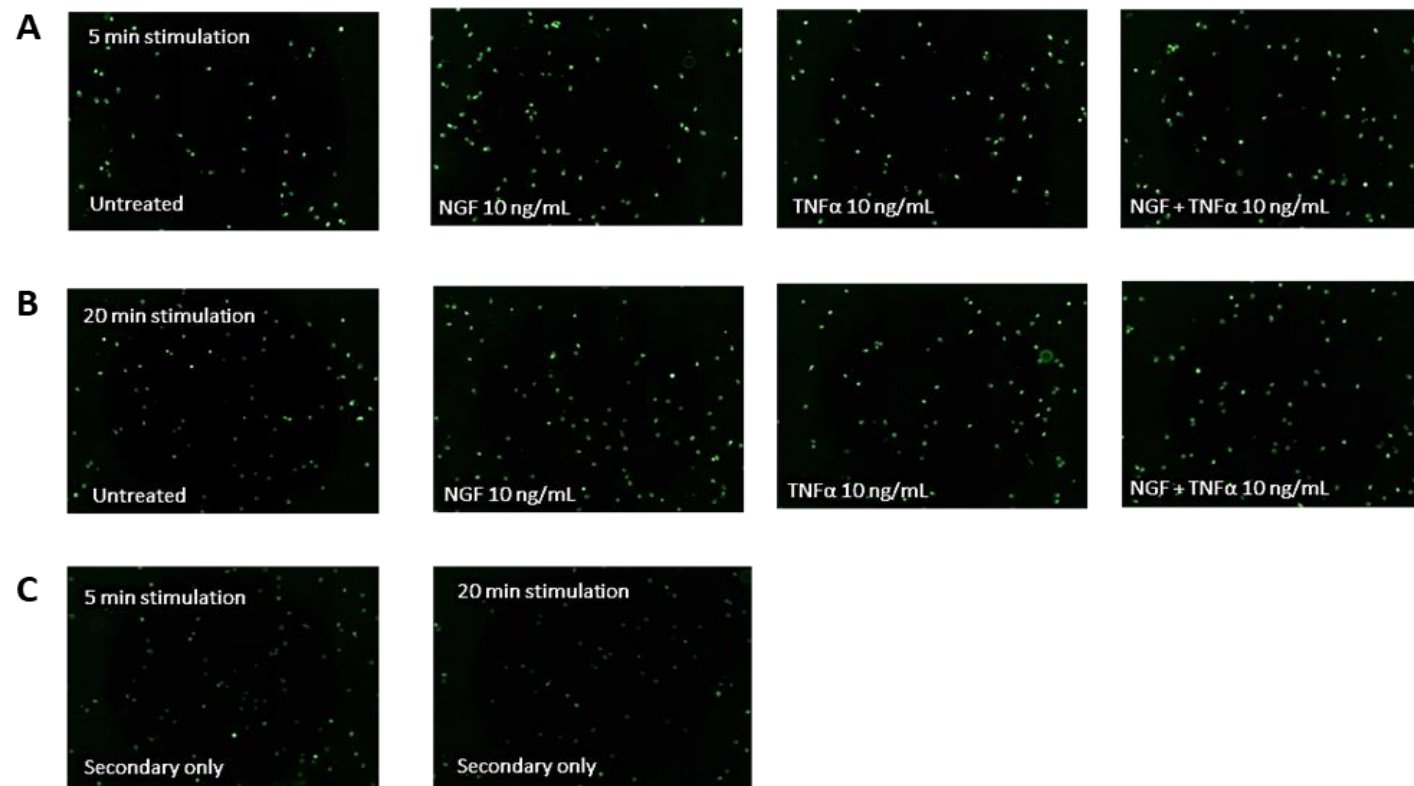 A
5 min stimulation
Untreated
NGF 10 ng/mL
TNFα 10 ng/mL
NGF + TNFα 10 ng/mL
B
20 min stimulation
Untreated
NGF 10 ng/mL
TNFα 10 ng/mL
NGF + TNFα 10 ng/mL
C
5 min stimulation
Secondary only
20 min stimulation
Secondary only